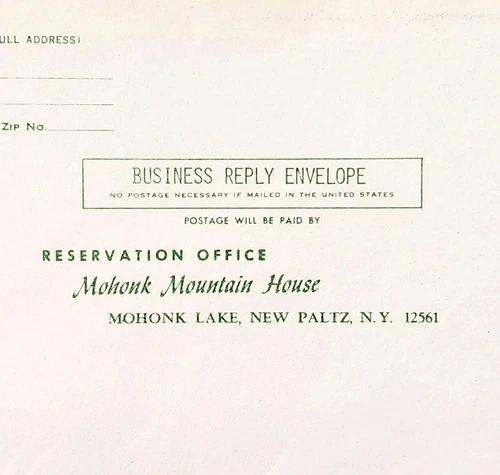 ULL ADDRESS)
ZIP NO.
BUSINESS REPLY ENVELOPE
NO POSTAGE NECESSARY IF MAILED IN THE UNITED STATES
POSTAGE WILL BE PAID BY
RESERVATION OFFICE
Mohonk Mountain House
MOHONK LAKE, NEW PALTZ, N.Y. 12561